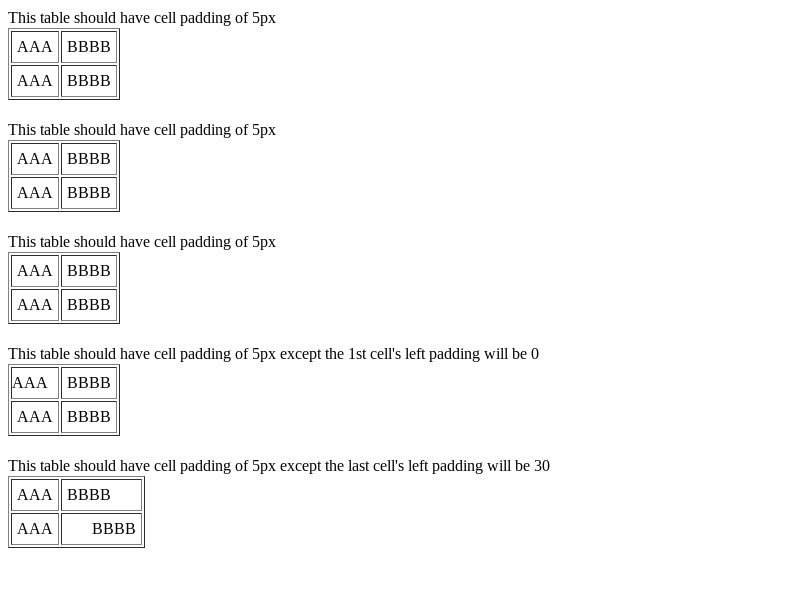 This table should have cell padding of 5px
AAA BBBB
AAA BBBB
This table should have cell padding of 5px
AAA BBBB
AAA BBBB
This table should have cell padding of 5px
AAA BBBB
AAA BBBB
This table should have cell padding of 5px except the 1st cell's left padding will be 0
AAA BBBB
AAA BBBB
This table should have cell padding of 5px except the last cell's left padding will be 30
AAA BBBB
AAA BBBB